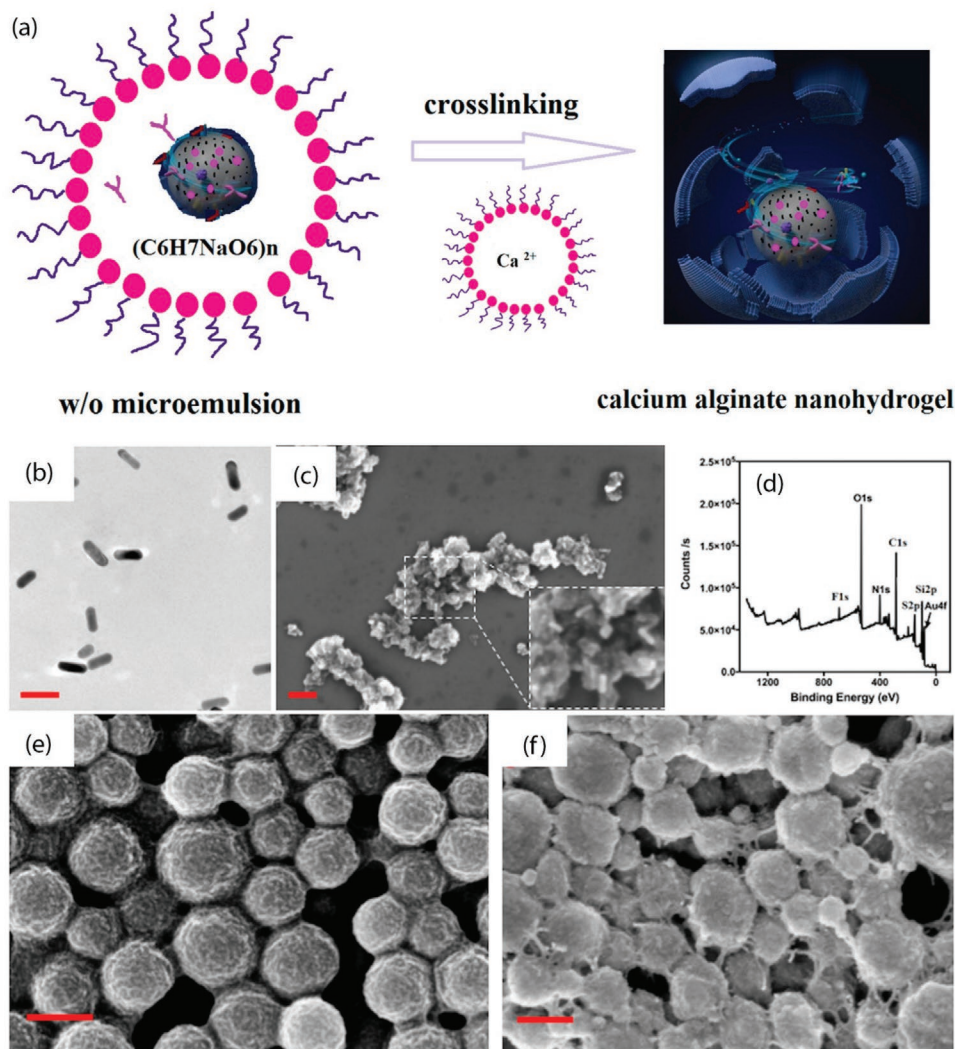 (a)
crosslinking
(C6H7NaO6)n
Ca 2+
w/o microemulsion
calcium alginate nanohydrogel
(b)
(c)
(d)
2.5×10⁵
2.0×10⁵
1.5×10⁵
1.0×10⁵
5.0×10⁴
0.0
Counts /s
O1s
C1s
F1s
N1s
Si2p
S2p
Au4f
1200
800
400
0
Binding Energy (eV)
(e)
(f)